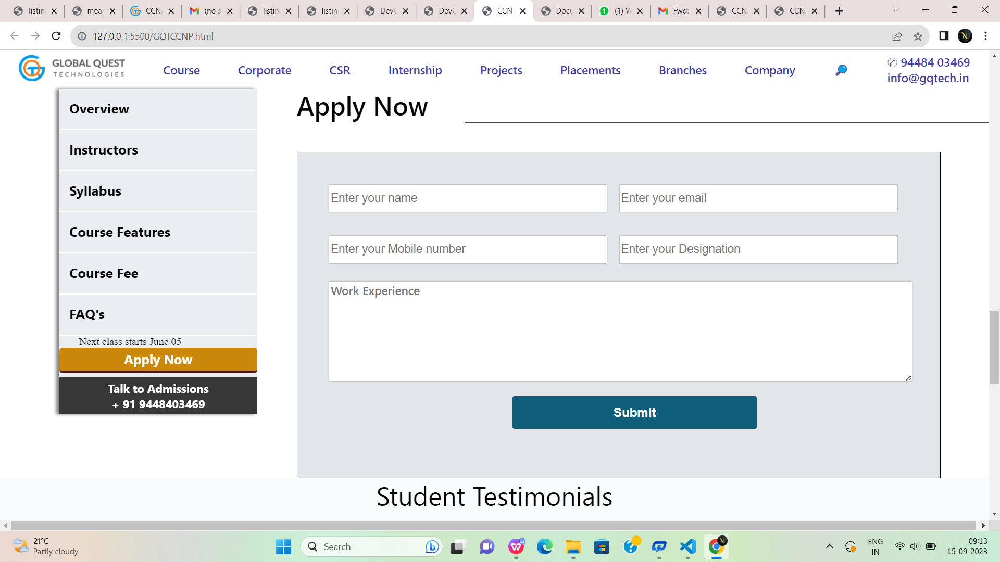 listin
mear
CCN
(no s
listin
listin
DevC
DevC
CCNI
Docu
(1) W
Fwd:
CCN
CCN
127.0.0.1:5500/GQTCCNP.html
GLOBAL QUEST
TECHNOLOGIES
Course
Corporate
CSR
Internship
Projects
Placements
Branches
Company
94484 03469
info@gqtech.in
Overview
Instructors
Syllabus
Course Features
Course Fee
FAQ's
Next class starts June 05
Apply Now
Talk to Admissions
+ 91 9448403469
Apply Now
Enter your name
Enter your email
Enter your Mobile number
Enter your Designation
Work Experience
Submit
Student Testimonials
21°C
Partly cloudy
Search
ENG
IN
09:13
15-09-2023